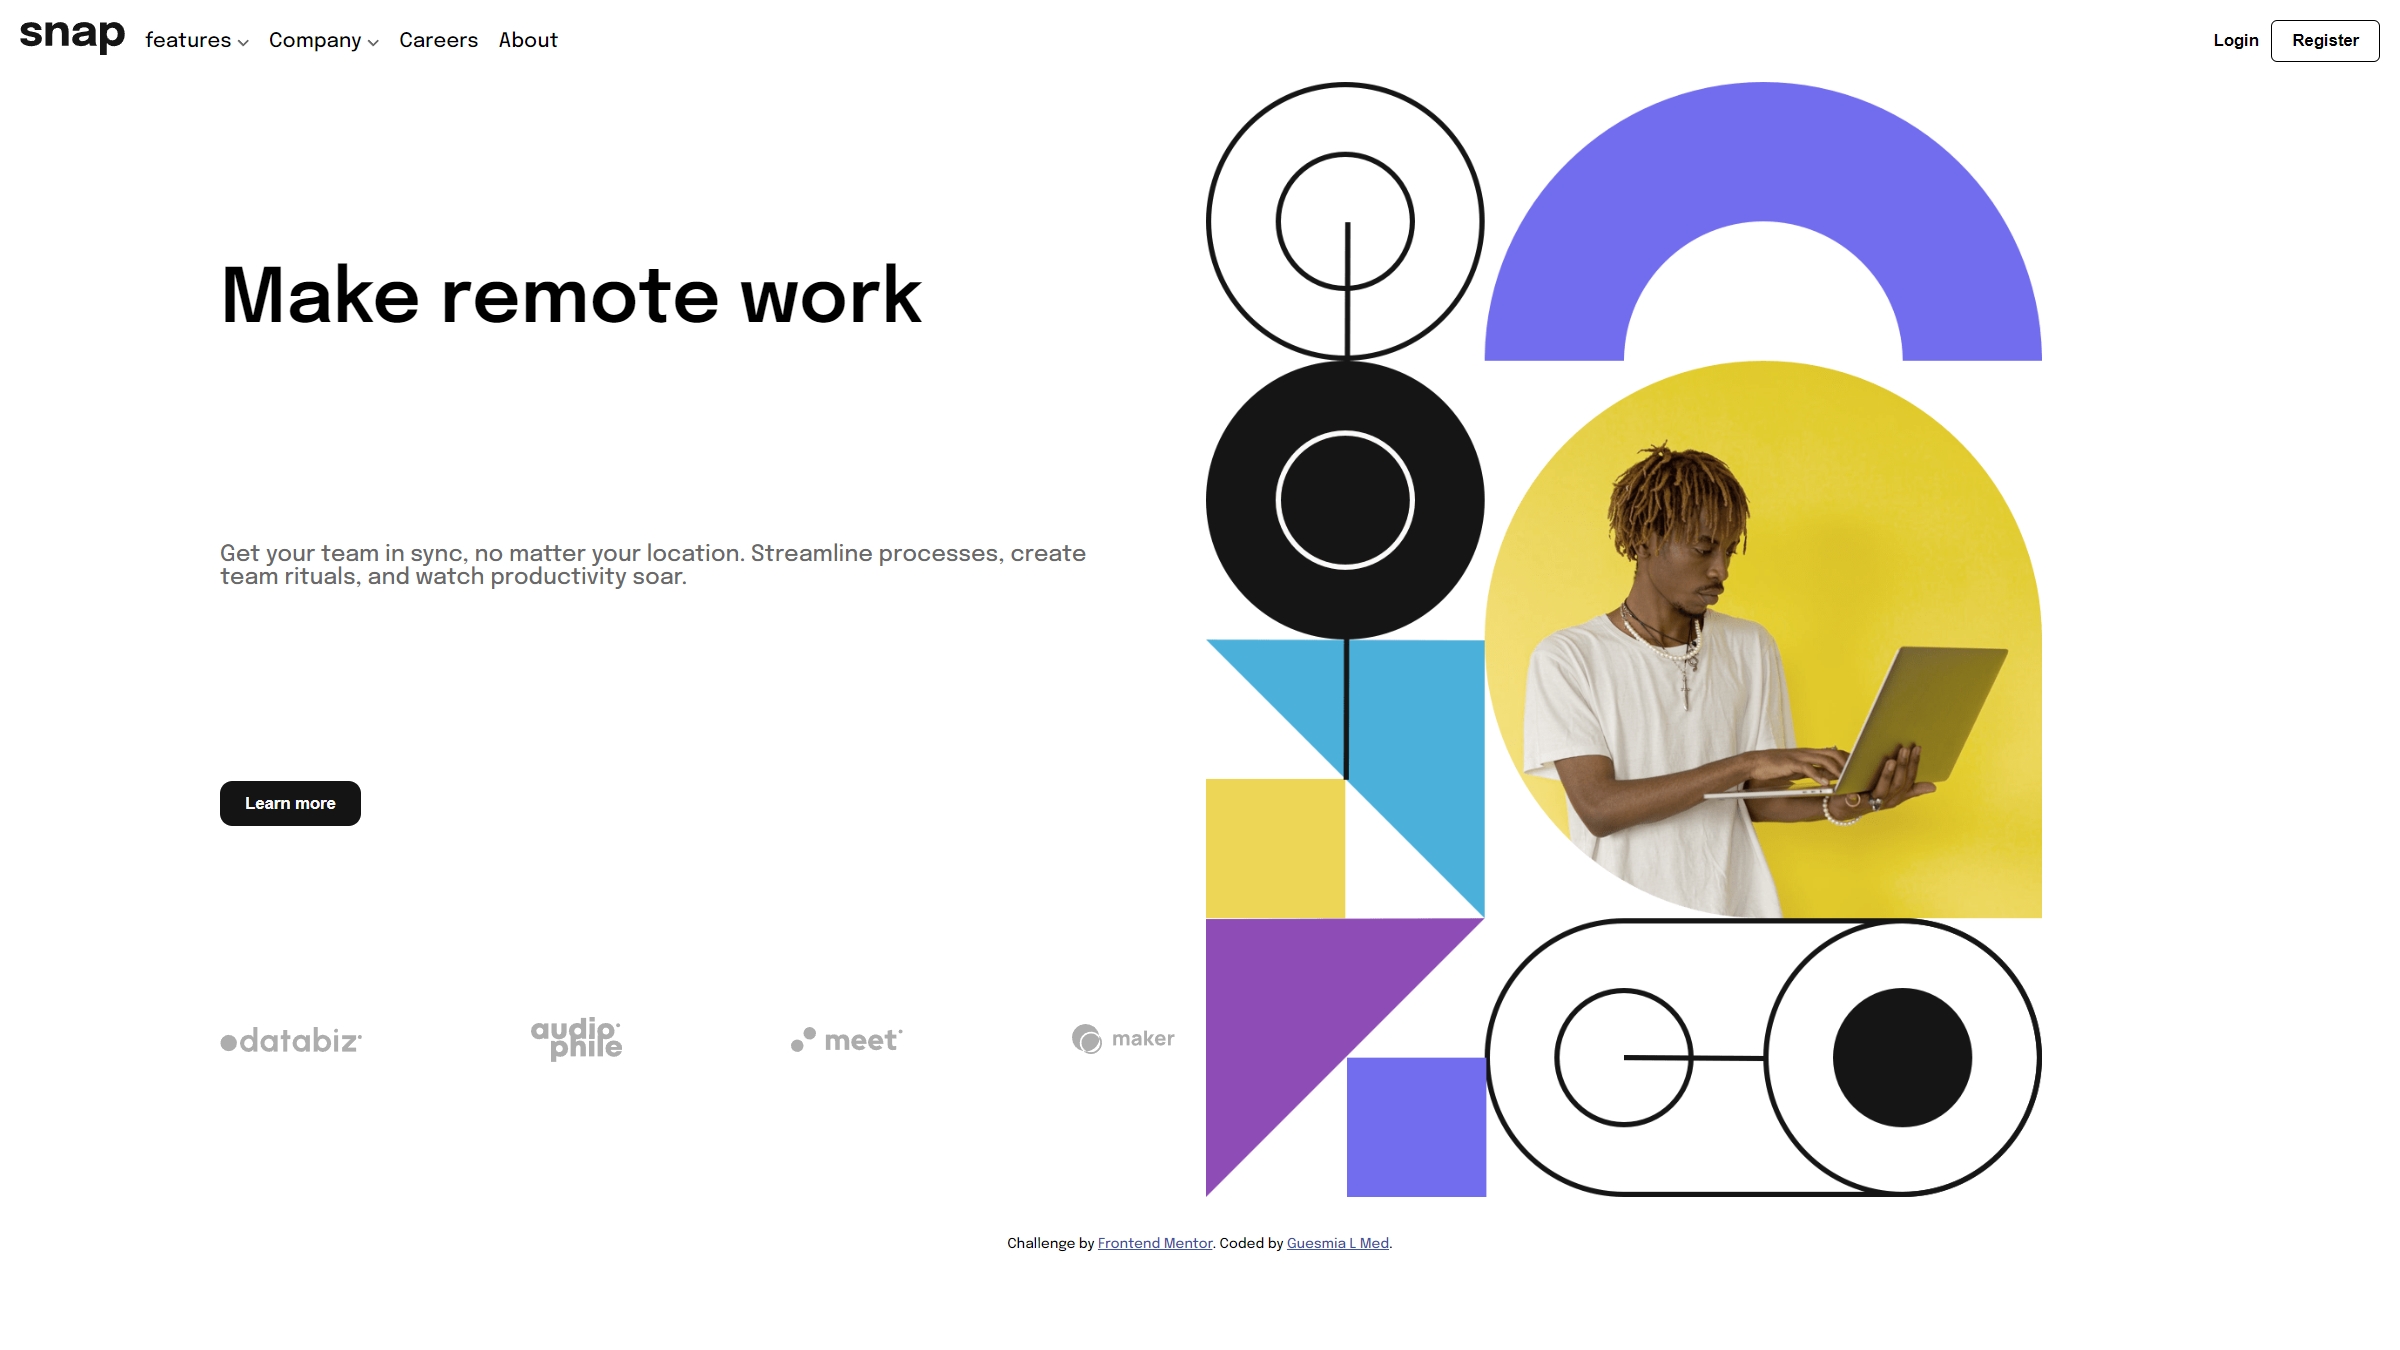 snap features Company Careers About Login Register
Make remote work
Get your team in sync, no matter your location. Streamline processes, create
team rituals, and watch productivity soar.
Learn more
databiz
audio
phile
meet
maker
Challenge by Frontend Mentor. Coded by Guesmia L Med.